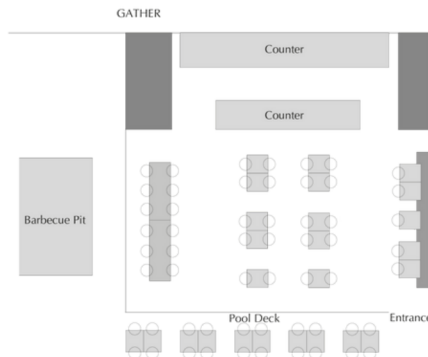 GATHER
Counter
Counter
Barbecue Pit
Pool Deck
Entrance